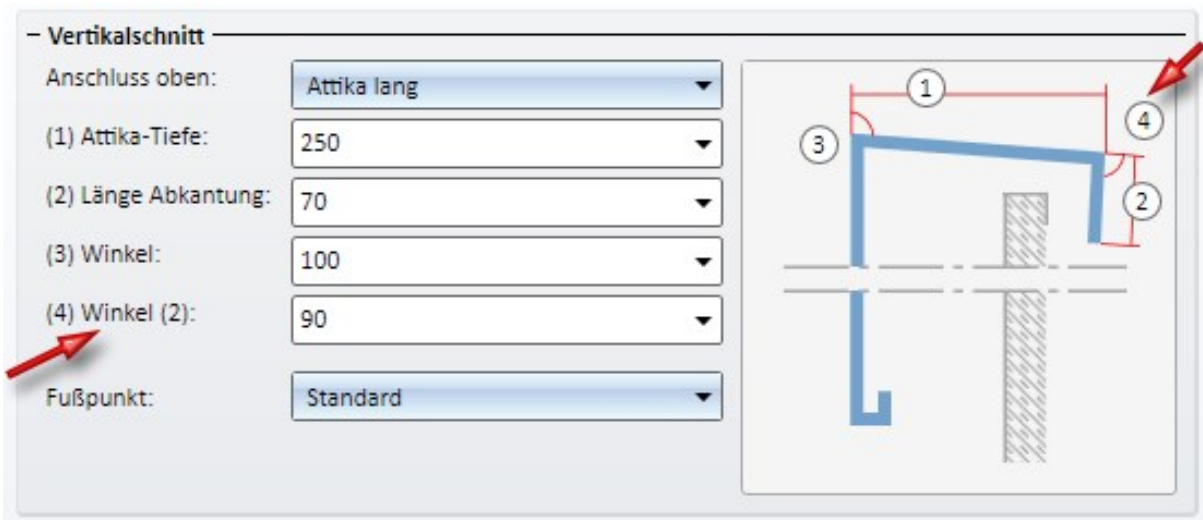 Vertikalschnitt
Anschluss oben: Attika lang
(1) Attika-Tiefe: 250
(2) Länge Abkantung: 70
(3) Winkel: 100
(4) Winkel (2): 90
Fußpunkt: Standard
1
4
3
2